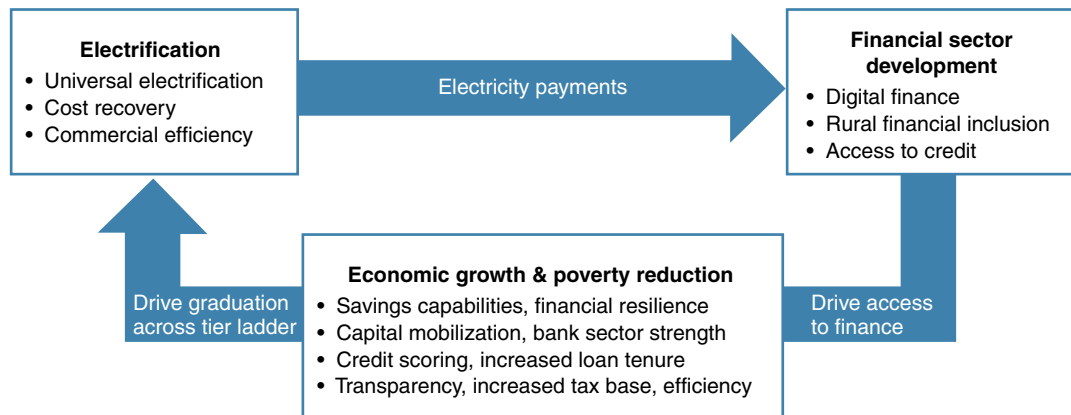 Electrification
• Universal electrification
• Cost recovery
• Commercial efficiency
Electricity payments
Financial sector
development
• Digital finance
• Rural financial inclusion
• Access to credit
Drive access
to finance
Economic growth & poverty reduction
• Savings capabilities, financial resilience
• Capital mobilization, bank sector strength
• Credit scoring, increased loan tenure
• Transparency, increased tax base, efficiency
Drive graduation
across tier ladder